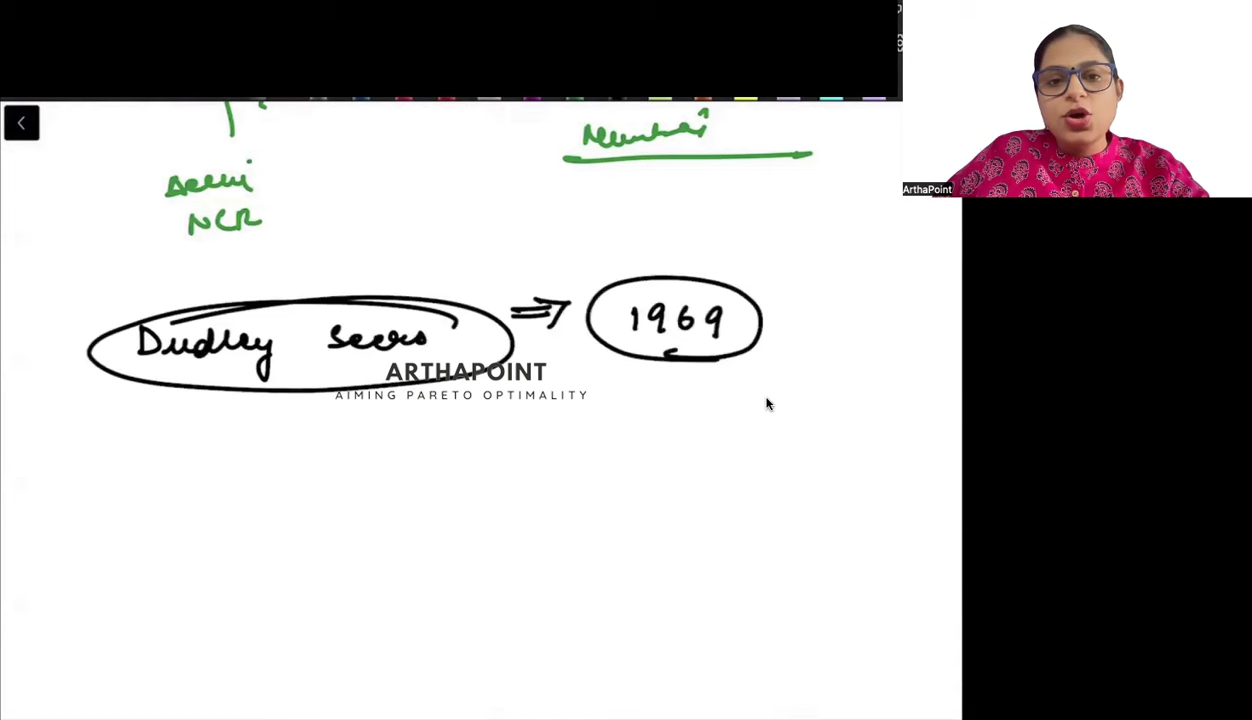 Mumbai
ArthaPoint
Delhi
NCR
Dudley Seers ⇒ 1969
ARTHAPOINT
AIMING PARETO OPTIMALITY